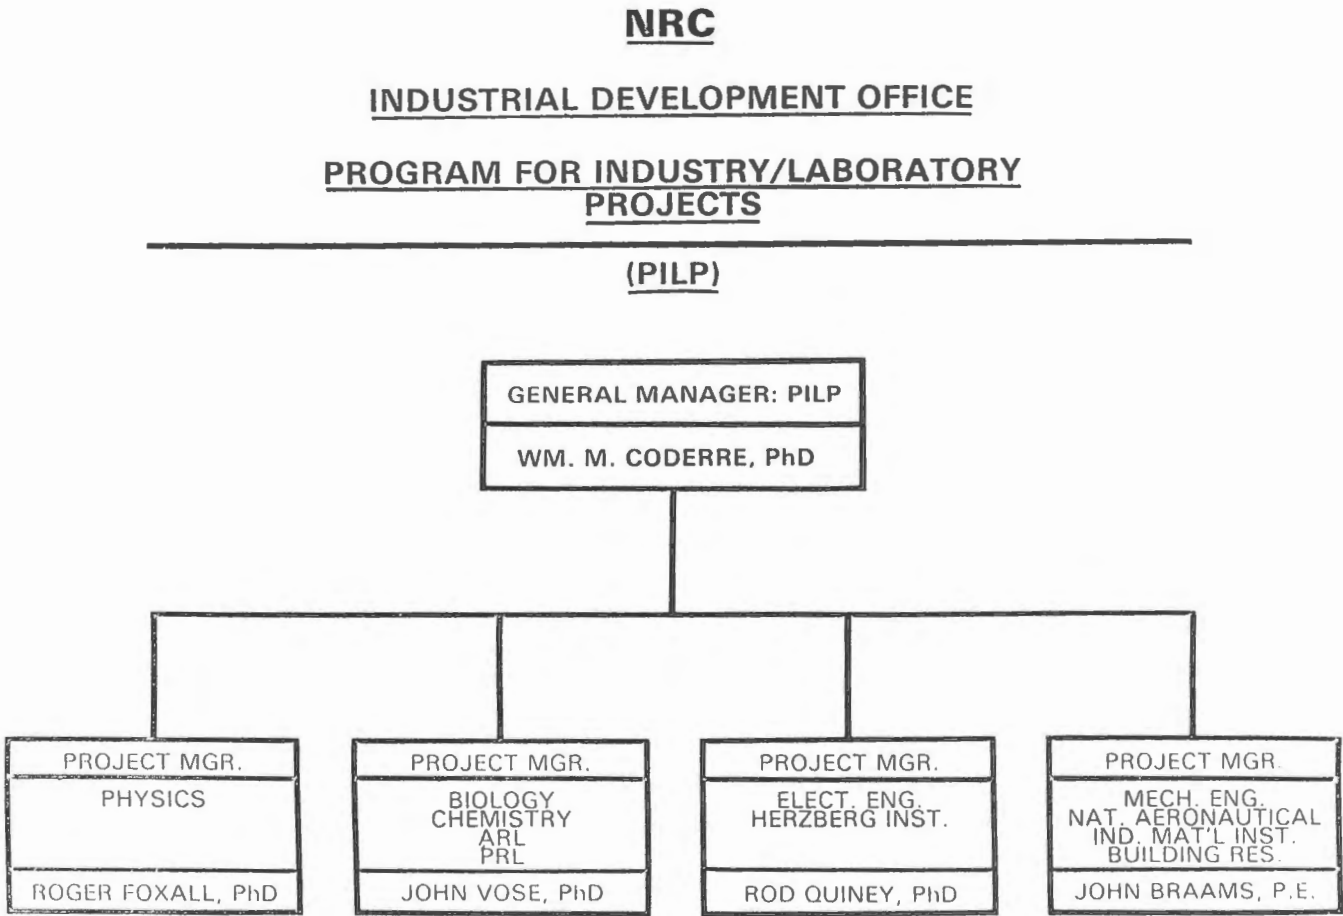 NRC
INDUSTRIAL DEVELOPMENT OFFICE
PROGRAM FOR INDUSTRY/LABORATORY
PROJECTS
(PILP)
GENERAL MANAGER: PILP
WM. M. CODERRE, PhD
PROJECT MGR.
PHYSICS
ROGER FOXALL, PhD
PROJECT MGR.
BIOLOGY
CHEMISTRY
ARL
PRL
JOHN VOSE, PhD
PROJECT MGR.
ELECT. ENG.
HERZBERG INST.
ROD QUINEY, PhD
PROJECT MGR.
MECH. ENG.
NAT. AERONAUTICAL
IND. MAT'L INST.
BUILDING RES.
JOHN BRAAMS, P.E.